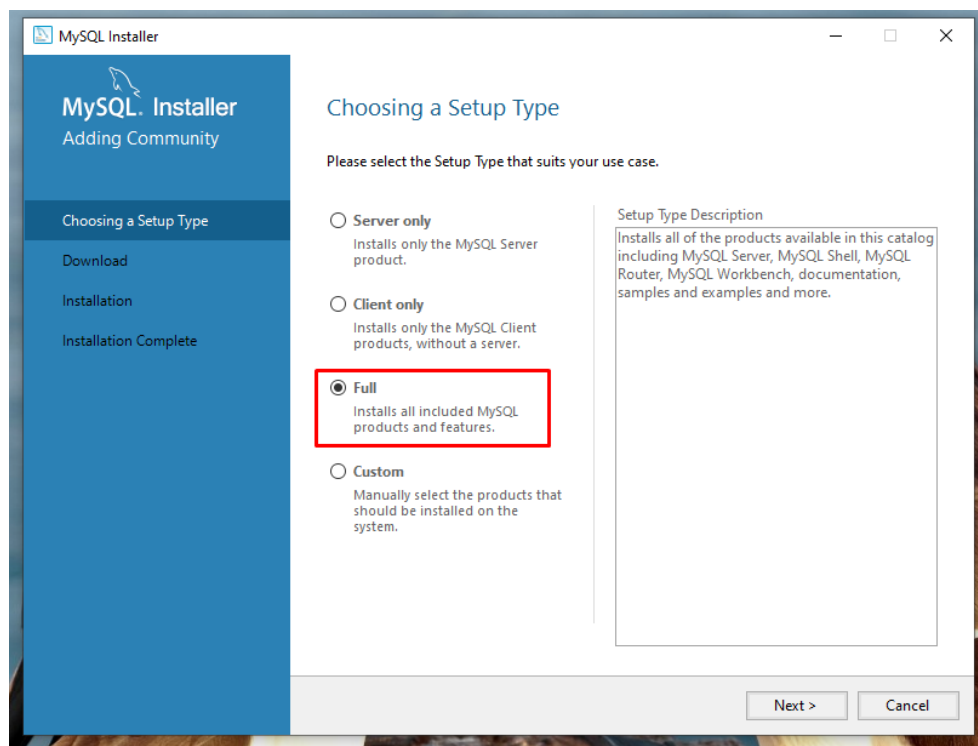 MySQL Installer
MySQL. Installer
Adding Community
Choosing a Setup Type
Download
Installation
Installation Complete
Choosing a Setup Type
Please select the Setup Type that suits your use case.
Server only
Installs only the MySQL Server
product.
Client only
Installs only the MySQL Client
products, without a server.
Full
Installs all included MySQL
products and features.
Custom
Manually select the products that
should be installed on the
system.
Setup Type Description
Installs all of the products available in this catalog
including MySQL Server, MySQL Shell, MySQL
Router, MySQL Workbench, documentation,
samples and examples and more.
Next >
Cancel